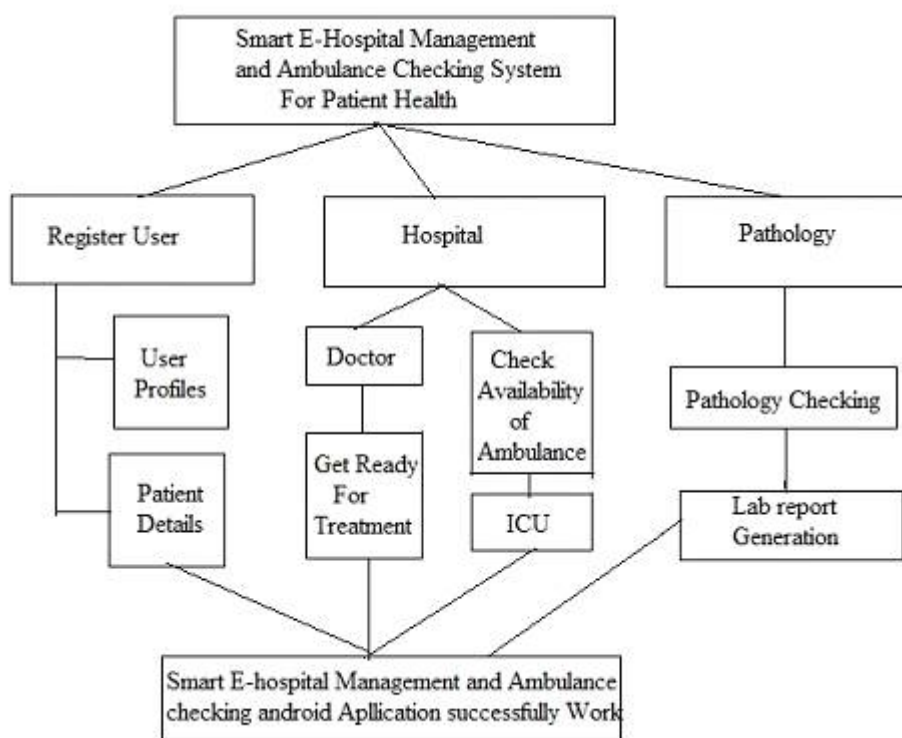 Smart E-Hospital Management
and Ambulance Checking System
For Patient Health
Register User
Hospital
Pathology
User
Profiles
Doctor
Check
Availability
of
Ambulance
Pathology Checking
Get Ready
For
Treatment
Patient
Details
ICU
Lab report
Generation
Smart E-hospital Management and Ambulance
checking android Apllication successfully Work